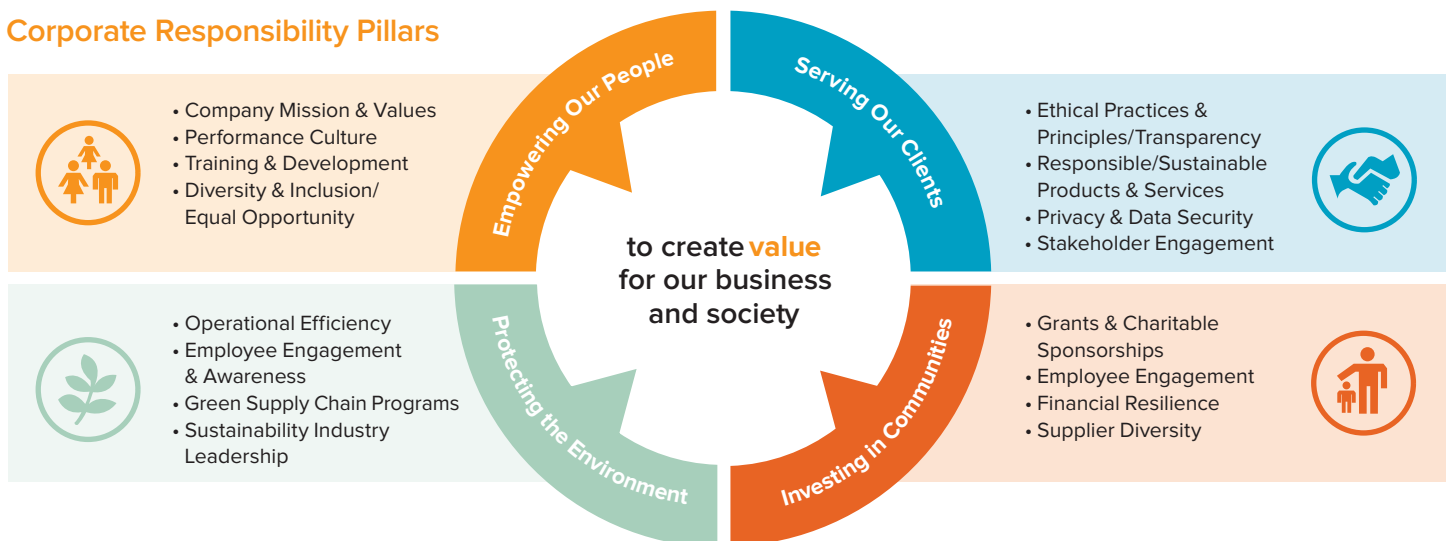 Corporate Responsibility Pillars
Empowering Our People
• Company Mission & Values
• Performance Culture
• Training & Development
• Diversity & Inclusion/
Equal Opportunity
Serving Our Clients
• Ethical Practices &
Principles/Transparency
• Responsible/Sustainable
Products & Services
• Privacy & Data Security
• Stakeholder Engagement
to create value
for our business
and society
Protecting the Environment
• Operational Efficiency
• Employee Engagement
& Awareness
• Green Supply Chain Programs
• Sustainability Industry
Leadership
Investing in Communities
• Grants & Charitable
Sponsorships
• Employee Engagement
• Financial Resilience
• Supplier Diversity